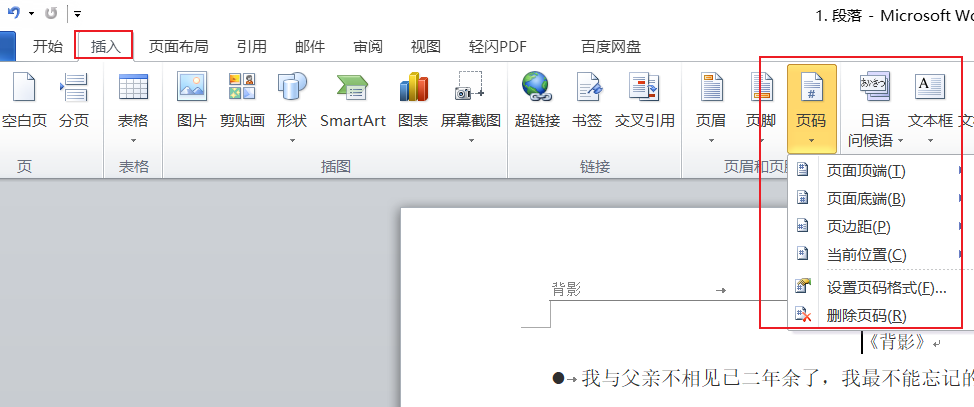 1. 段落 - Microsoft Wo
开始 插入 页面布局 引用 邮件 审阅 视图 轻闪PDF 百度网盘
空白页 分页 表格 图片 剪贴画 形状 SmartArt 图表 屏幕截图 超链接 书签 交叉引用 页眉 页脚 页码 日语 文本框 文
问候语
页 表格 插图 链接 页眉和页脚
页面顶端(T)
页面底端(B)
页边距(P)
当前位置(C)
设置页码格式(F)...
删除页码(R)
背影
《背影》
我与父亲不相见已二年余了，我最不能忘记的